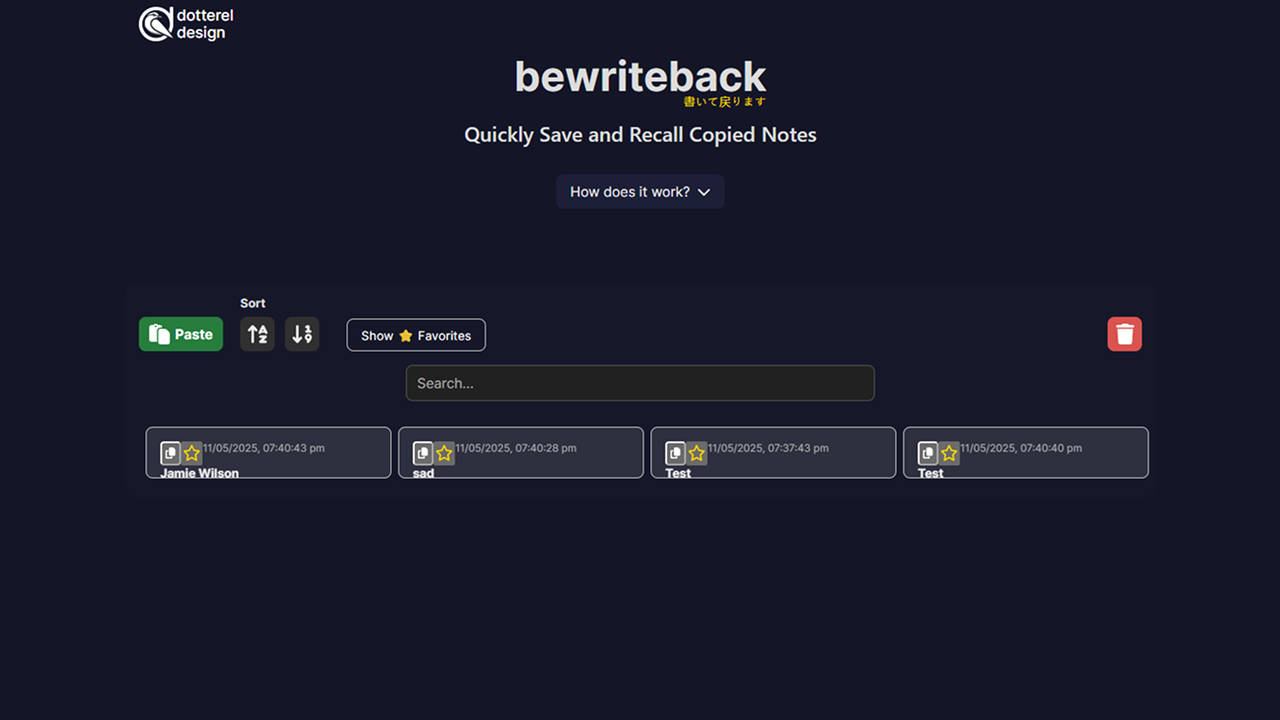 dotterel
design
bewriteback
書いて戻ります
Quickly Save and Recall Copied Notes
How does it work?
Sort
Paste
Show ⭐ Favorites
Search...
11/05/2025, 07:40:43 pm
Jamie Wilson
11/05/2025, 07:40:28 pm
sad
11/05/2025, 07:37:43 pm
Test
11/05/2025, 07:40:40 pm
Test